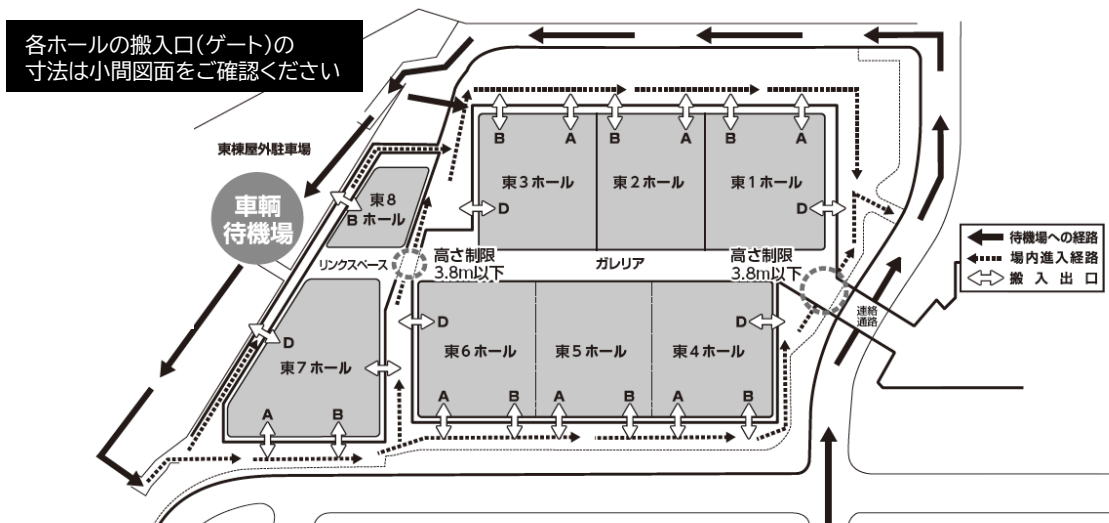 各ホールの搬入口(ゲート)の
寸法は小間図面をご確認ください
東棟屋外駐車場
車輌
待機場
東8
B ホール
B A B A B A
東3ホール 東2ホール 東1ホール
D D
リンクスペース
高さ制限
3.8m以下
ガレリア
高さ制限
3.8m以下
待機場への経路
場内進入経路
搬入出口
連絡
通路
D
東7ホール
A B
D D
東6ホール 東5ホール 東4ホール
A B A B A B